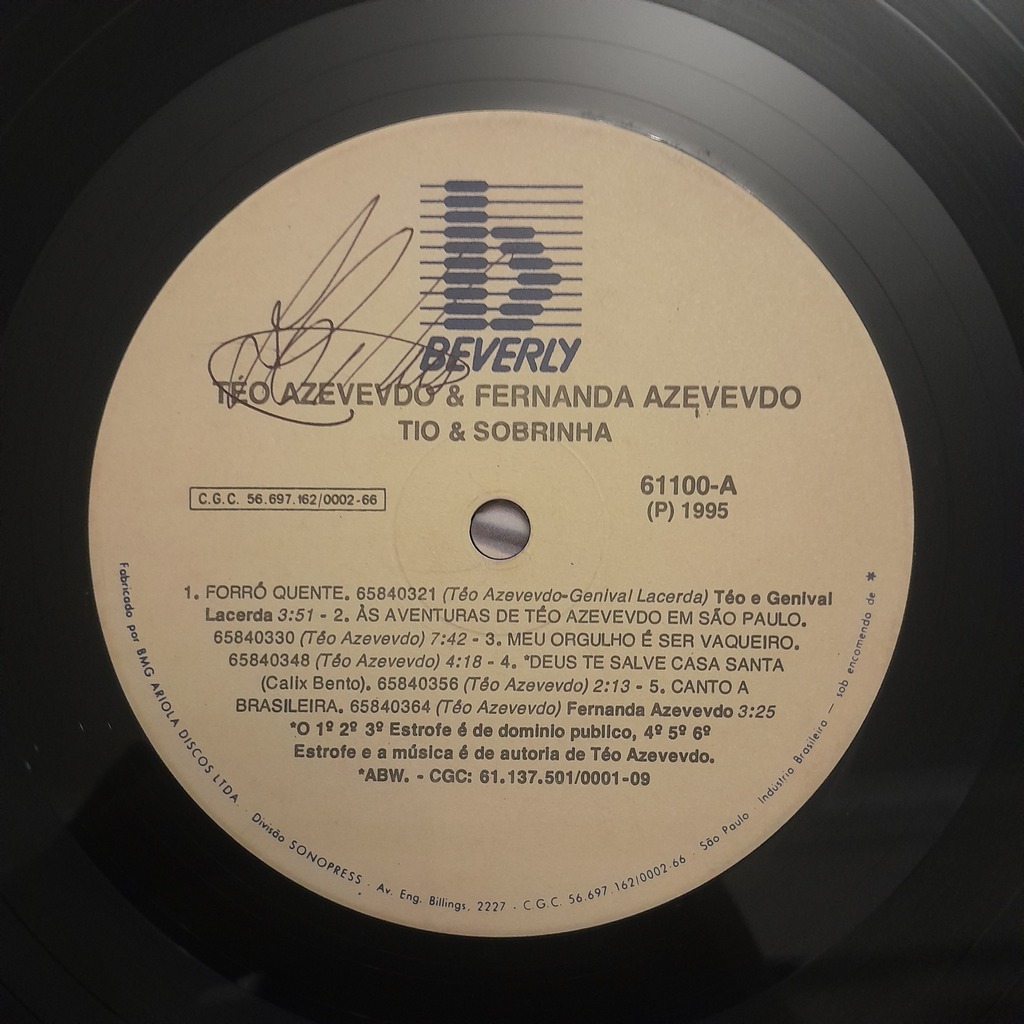 BEVERLY
TÉO AZEVEVDO & FERNANDA AZEVEVDO
TIO & SOBRINHA
C.G.C. 56.697.162/0002-66
61100-A
(P) 1995
1. FORRÓ QUENTE. 65840321 (Téo Azevevdo-Genival Lacerda) Téo e Genival
Lacerda 3:51 - 2. ÀS AVENTURAS DE TÉO AZEVEVDO EM SÃO PAULO.
65840330 (Téo Azevevdo) 7:42 - 3. MEU ORGULHO É SER VAQUEIRO.
65840348 (Téo Azevevdo) 4:18 - 4. *DEUS TE SALVE CASA SANTA
(Calix Bento). 65840356 (Téo Azevevdo) 2:13 - 5. CANTO A
BRASILEIRA. 65840364 (Téo Azevevdo) Fernanda Azevevdo 3:25
*O 1º 2º 3º Estrofe é de dominio publico, 4º 5º 6º
Estrofe e a música é de autoria de Téo Azevevdo.
*ABW. - CGC: 61.137.501/0001-09
Fabricado por BMG ARIOLA DISCOS LTDA. Divisão SONOPRESS · Av. Eng. Billings, 2227 - C.G.C. 56.697.162/0002-66 · São Paulo · Indústria Brasileira — sob encomenda de *